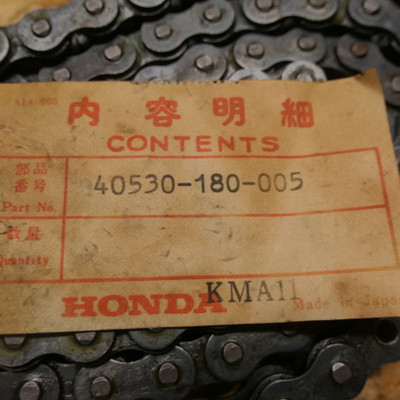 内容明細
CONTENTS
部品
番号
Part No.
40530-180-005
数量
Quantity
HONDA
KMA11
Made in Japan